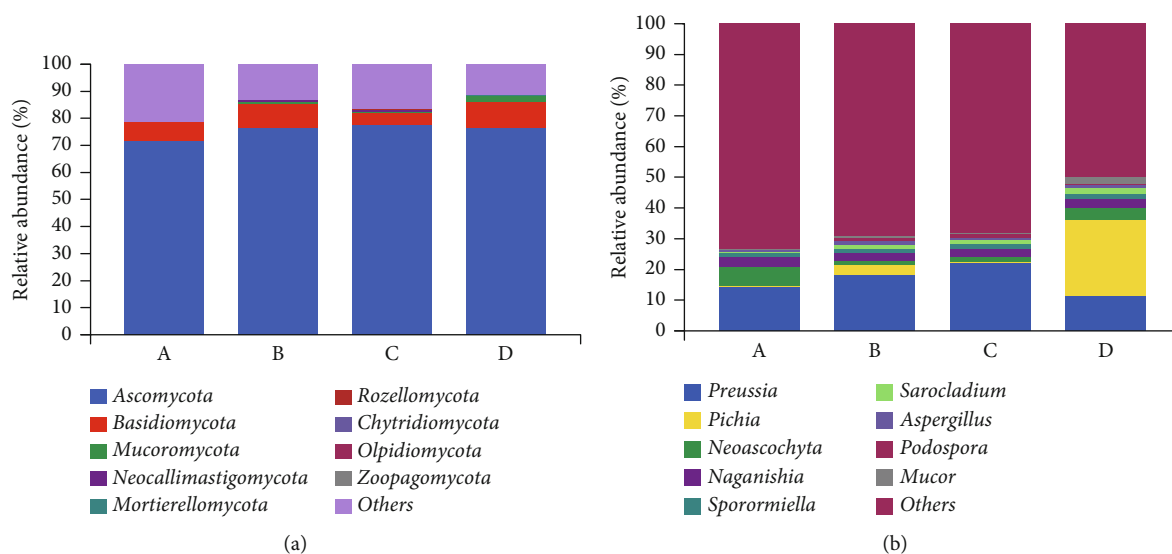 Relative abundance (%)
100
90
80
70
60
50
40
30
20
10
0
A B C D
Ascomycota
Basidiomycota
Mucoromycota
Neocallimastigomycota
Mortierellomycota
Rozellomycota
Chytridiomycota
Olpidiomycota
Zoopagomycota
Others
(a)
Relative abundance (%)
100
90
80
70
60
50
40
30
20
10
0
A B C D
Preussia
Pichia
Neoascochyta
Naganishia
Sporormiella
Sarocladium
Aspergillus
Podospora
Mucor
Others
(b)